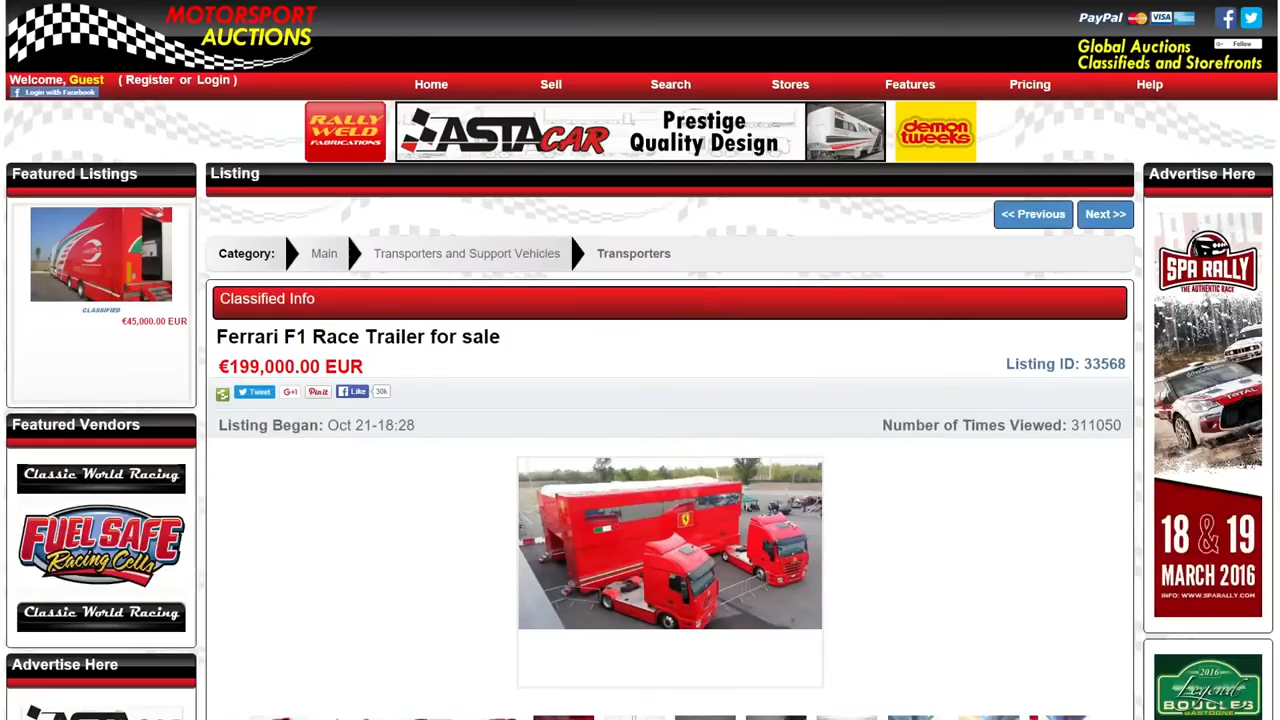 MOTORSPORT
AUCTIONS
PayPal VISA
Follow
Global Auctions
Classifieds and Storefronts
Welcome, Guest ( Register or Login )
Login with Facebook
Home Sell Search Stores Features Pricing Help
RALLY
WELD
FABRICATIONS
ASTACAR
Prestige
Quality Design
demon
tweeks
Featured Listings
CLASSIFIED
€45,000.00 EUR
Featured Vendors
Classic World Racing
FUEL SAFE
Racing Cells
Classic World Racing
Advertise Here
ASTACAR
Listing
<< Previous Next >>
Category: Main Transporters and Support Vehicles Transporters
Classified Info
Ferrari F1 Race Trailer for sale
€199,000.00 EUR
Listing ID: 33568
Tweet G+1 Pin it Like 30k
Listing Began: Oct 21-18:28
Number of Times Viewed: 311050
Advertise Here
SPA RALLY
THE AUTHENTIC RACE
TOTAL
18 & 19
MARCH 2016
INFO: WWW.SPARALLY.COM
2016
Legend
BOUCLES
BASTOGNE